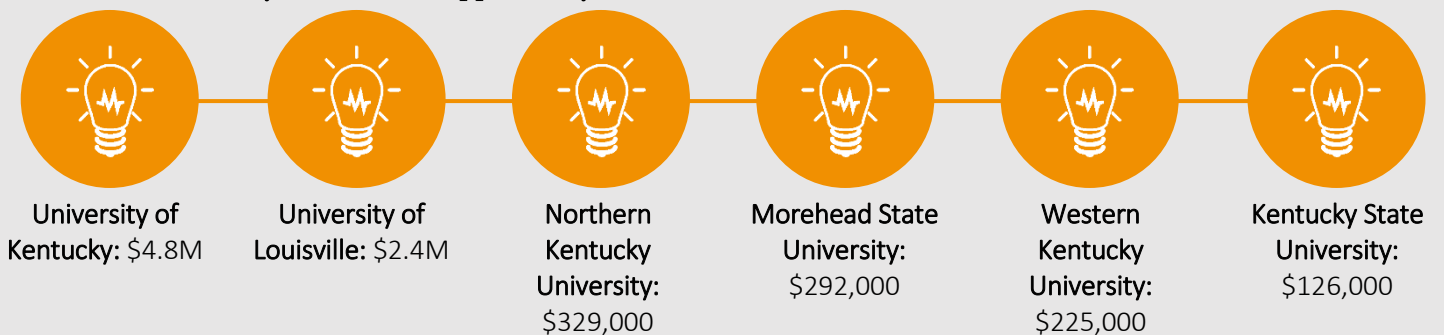 University of
Kentucky: $4.8M
University of
Louisville: $2.4M
Northern
Kentucky
University:
$329,000
Morehead State
University:
$292,000
Western
Kentucky
University:
$225,000
Kentucky State
University:
$126,000